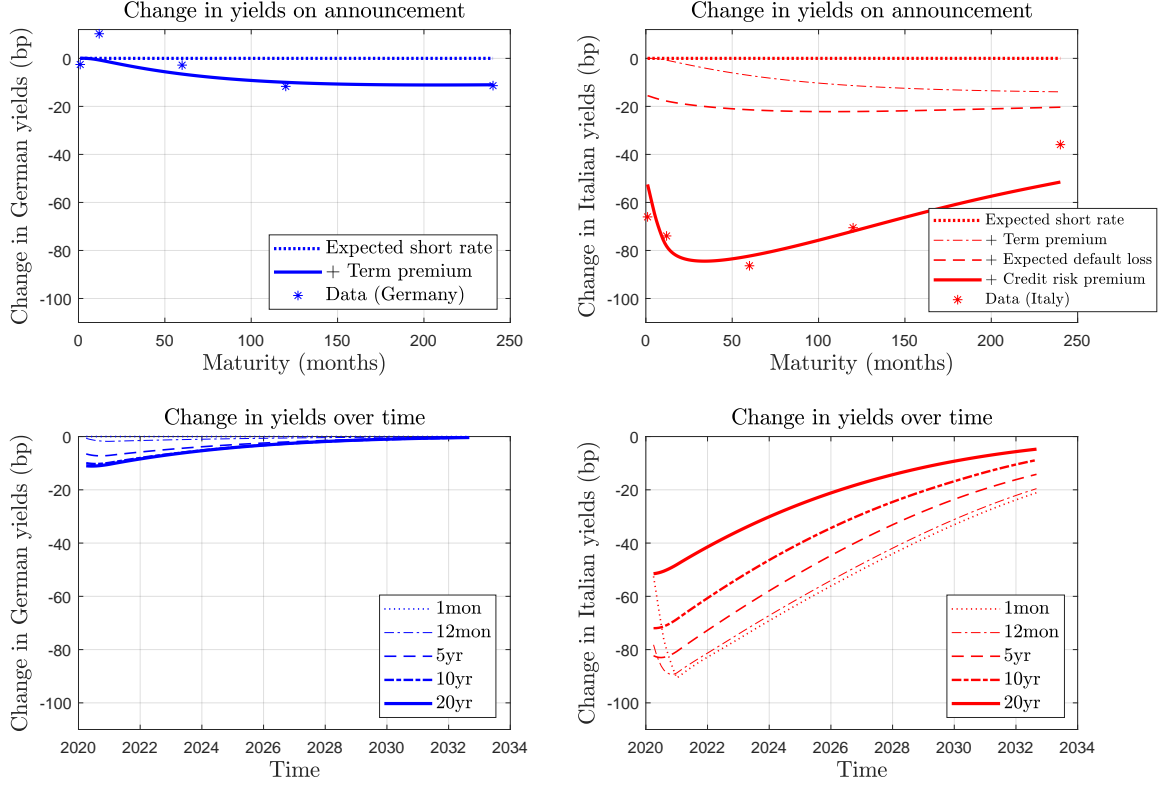 Change in yields on announcement
Change in German yields (bp)
0
-20
-40
-60
-80
-100
Expected short rate
+ Term premium
Data (Germany)
0 50 100 150 200 250
Maturity (months)
Change in yields on announcement
Change in Italian yields (bp)
0
-20
-40
-60
-80
-100
Expected short rate
+ Term premium
+ Expected default loss
+ Credit risk premium
Data (Italy)
0 50 100 150 200 250
Maturity (months)
Change in yields over time
Change in German yields (bp)
0
-20
-40
-60
-80
-100
1mon
12mon
5yr
10yr
20yr
2020 2022 2024 2026 2028 2030 2032 2034
Time
Change in yields over time
Change in Italian yields (bp)
0
-20
-40
-60
-80
-100
1mon
12mon
5yr
10yr
20yr
2020 2022 2024 2026 2028 2030 2032 2034
Time